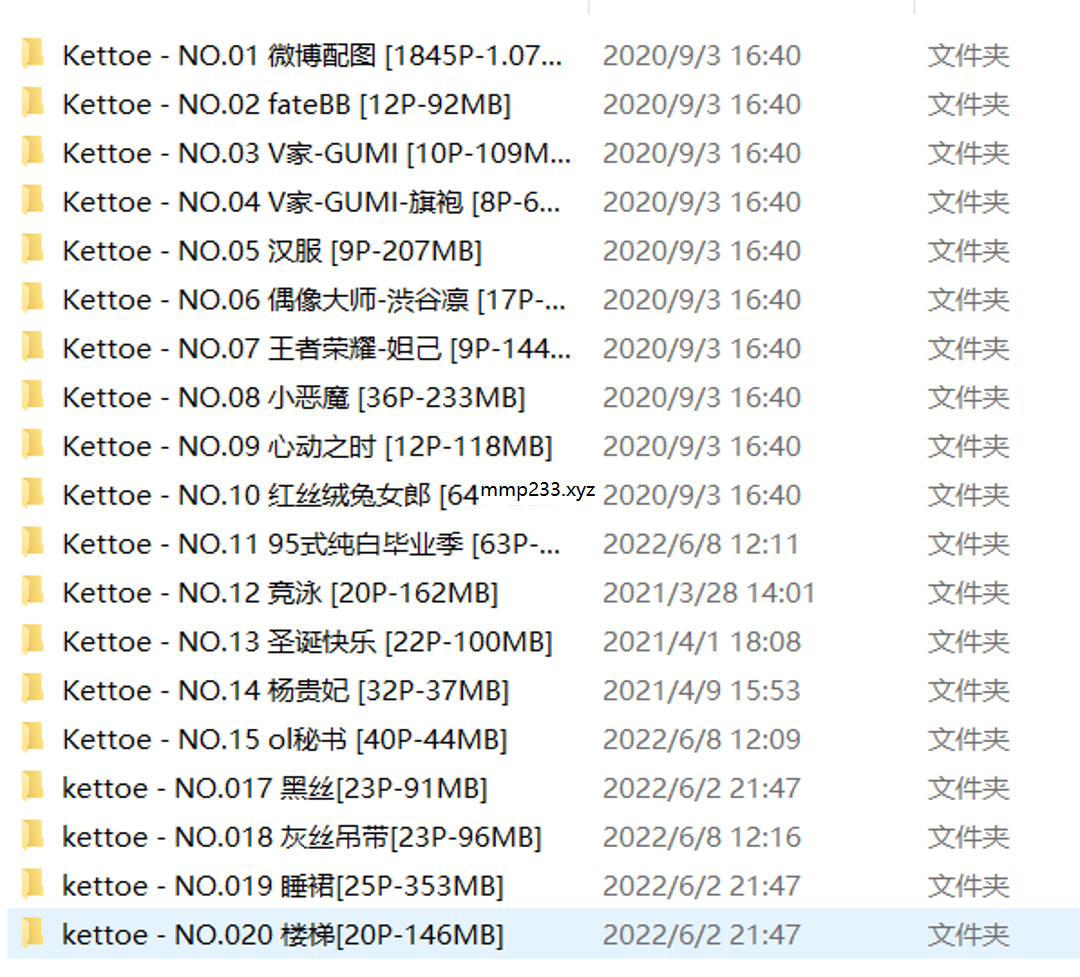 Kettoe - NO.01 微博配图 [1845P-1.07... 2020/9/3 16:40 文件夹
Kettoe - NO.02 fateBB [12P-92MB] 2020/9/3 16:40 文件夹
Kettoe - NO.03 V家-GUMI [10P-109M... 2020/9/3 16:40 文件夹
Kettoe - NO.04 V家-GUMI-旗袍 [8P-6... 2020/9/3 16:40 文件夹
Kettoe - NO.05 汉服 [9P-207MB] 2020/9/3 16:40 文件夹
Kettoe - NO.06 偶像大师-渋谷凛 [17P-... 2020/9/3 16:40 文件夹
Kettoe - NO.07 王者荣耀-妲己 [9P-144... 2020/9/3 16:40 文件夹
Kettoe - NO.08 小恶魔 [36P-233MB] 2020/9/3 16:40 文件夹
Kettoe - NO.09 心动之时 [12P-118MB] 2020/9/3 16:40 文件夹
Kettoe - NO.10 红丝绒兔女郎 [64 mmp233.xyz 2020/9/3 16:40 文件夹
Kettoe - NO.11 95式纯白毕业季 [63P-... 2022/6/8 12:11 文件夹
Kettoe - NO.12 竞泳 [20P-162MB] 2021/3/28 14:01 文件夹
Kettoe - NO.13 圣诞快乐 [22P-100MB] 2021/4/1 18:08 文件夹
Kettoe - NO.14 杨贵妃 [32P-37MB] 2021/4/9 15:53 文件夹
Kettoe - NO.15 ol秘书 [40P-44MB] 2022/6/8 12:09 文件夹
kettoe - NO.017 黑丝[23P-91MB] 2022/6/2 21:47 文件夹
kettoe - NO.018 灰丝吊带[23P-96MB] 2022/6/8 12:16 文件夹
kettoe - NO.019 睡裙[25P-353MB] 2022/6/2 21:47 文件夹
kettoe - NO.020 楼梯[20P-146MB] 2022/6/2 21:47 文件夹